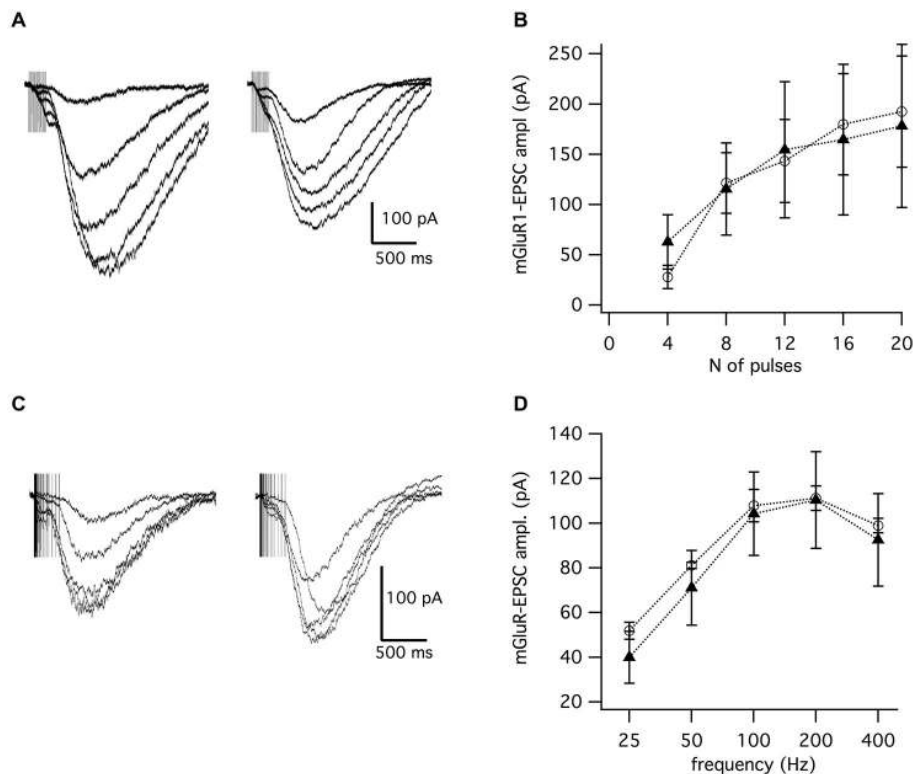 A
100 pA
500 ms
B
mGluR1-EPSC ampl (pA)
250
200
150
100
50
0
0 4 8 12 16 20
N of pulses
C
100 pA
500 ms
D
mGluR-EPSC ampl. (pA)
140
120
100
80
60
40
20
25 50 100 200 400
frequency (Hz)